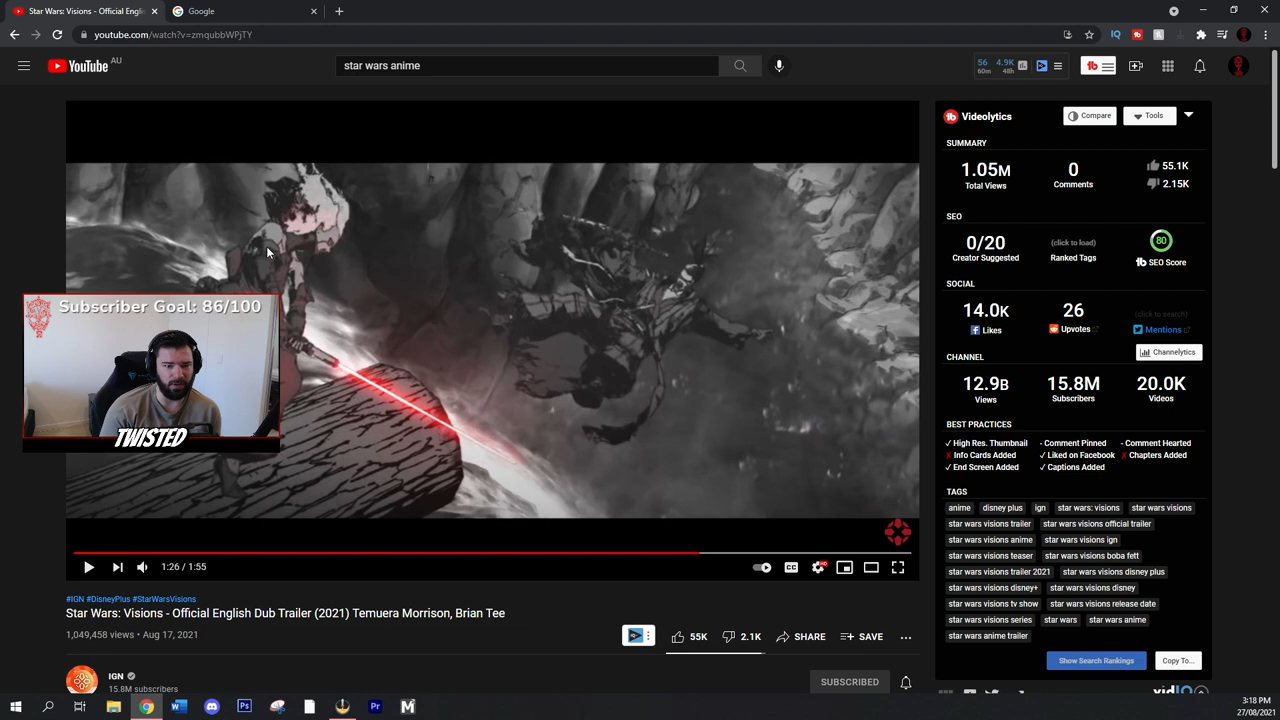 Star Wars: Visions - Official Engli
Google
youtube.com/watch?v=zmqubbWPjTY
YouTube AU
star wars anime
56 4.9K
60m 48h
Videolytics
Compare
Tools
SUMMARY
1.05M
Total Views
0
Comments
55.1K
2.15K
SEO
0/20
Creator Suggested
(click to load)
Ranked Tags
80
SEO Score
SOCIAL
14.0K
Likes
26
Upvotes
(click to search)
Mentions
Channelytics
CHANNEL
12.9B
Views
15.8M
Subscribers
20.0K
Videos
BEST PRACTICES
✓ High Res. Thumbnail - Comment Pinned - Comment Hearted
✗ Info Cards Added ✓ Liked on Facebook ✗ Chapters Added
✓ End Screen Added ✓ Captions Added
TAGS
anime disney plus ign star wars: visions star wars visions
star wars visions trailer star wars visions official trailer
star wars visions anime star wars visions ign
star wars visions teaser star wars visions boba fett
star wars visions trailer 2021 star wars visions disney plus
star wars visions disney+ star wars visions disney
star wars visions tv show star wars visions release date
star wars visions series star wars star wars anime
star wars anime trailer
Show Search Rankings
Copy To...
vidIQ
Subscriber Goal: 86/100
TWISTED
1:26 / 1:55
CC
HD
#IGN #DisneyPlus #StarWarsVisions
Star Wars: Visions - Official English Dub Trailer (2021) Temuera Morrison, Brian Tee
1,049,458 views • Aug 17, 2021
55K
2.1K
SHARE
SAVE
IGN
15.8M subscribers
SUBSCRIBED
3:18 PM
27/08/2021